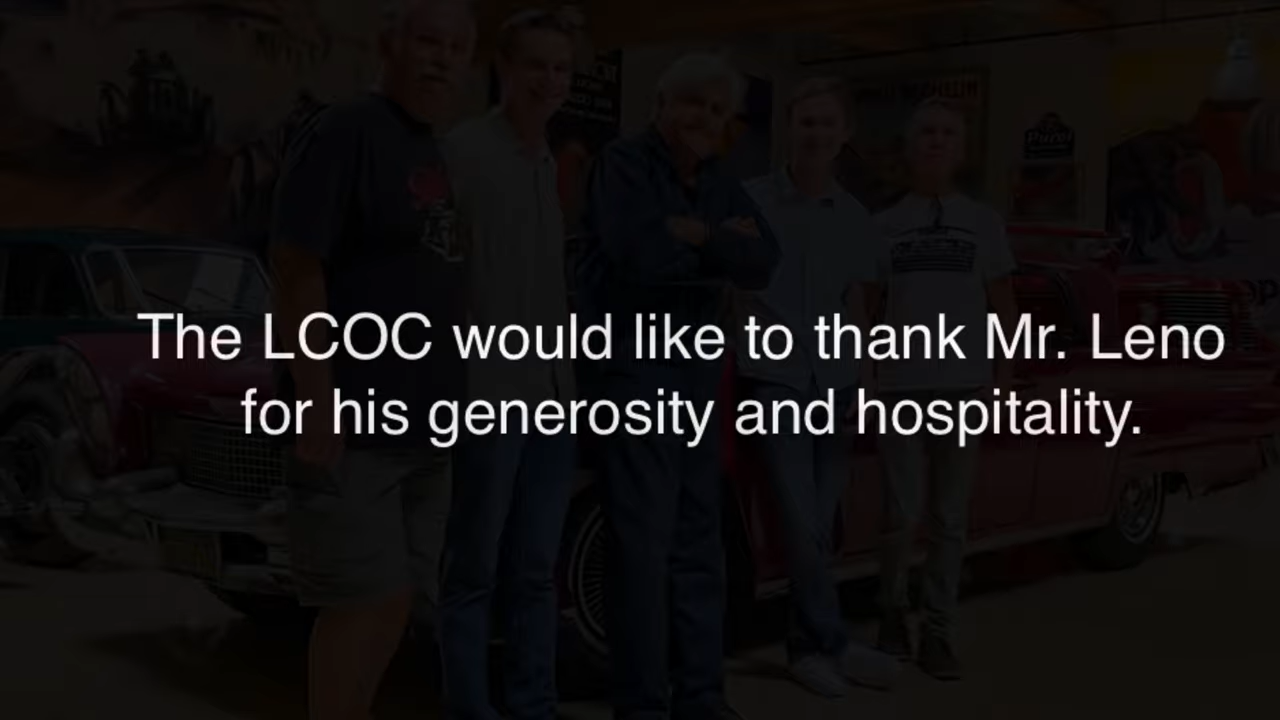 The LCOC would like to thank Mr. Leno
for his generosity and hospitality.